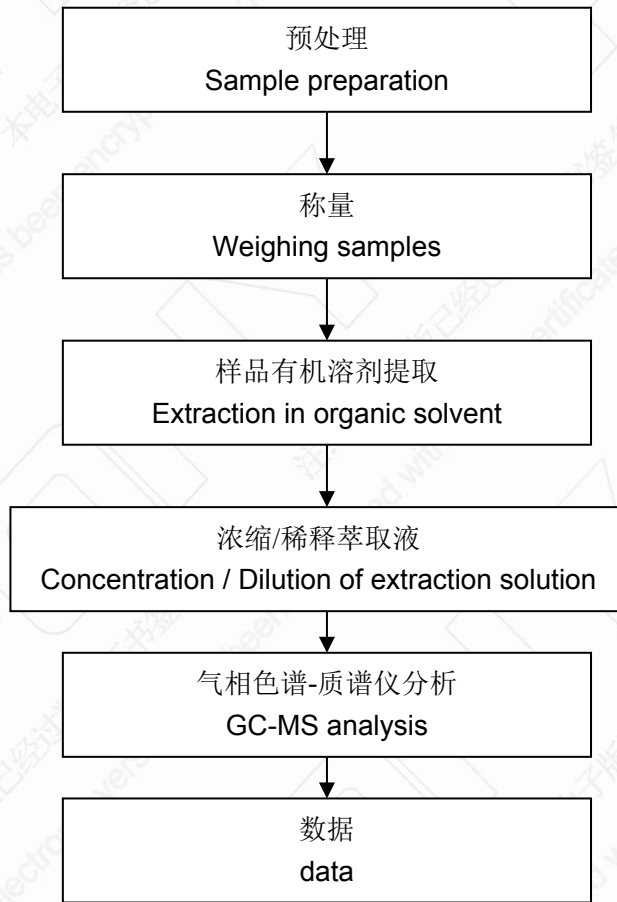 预处理
Sample preparation
称量
Weighing samples
样品有机溶剂提取
Extraction in organic solvent
浓缩/稀释萃取液
Concentration / Dilution of extraction solution
气相色谱-质谱仪分析
GC-MS analysis
数据
data